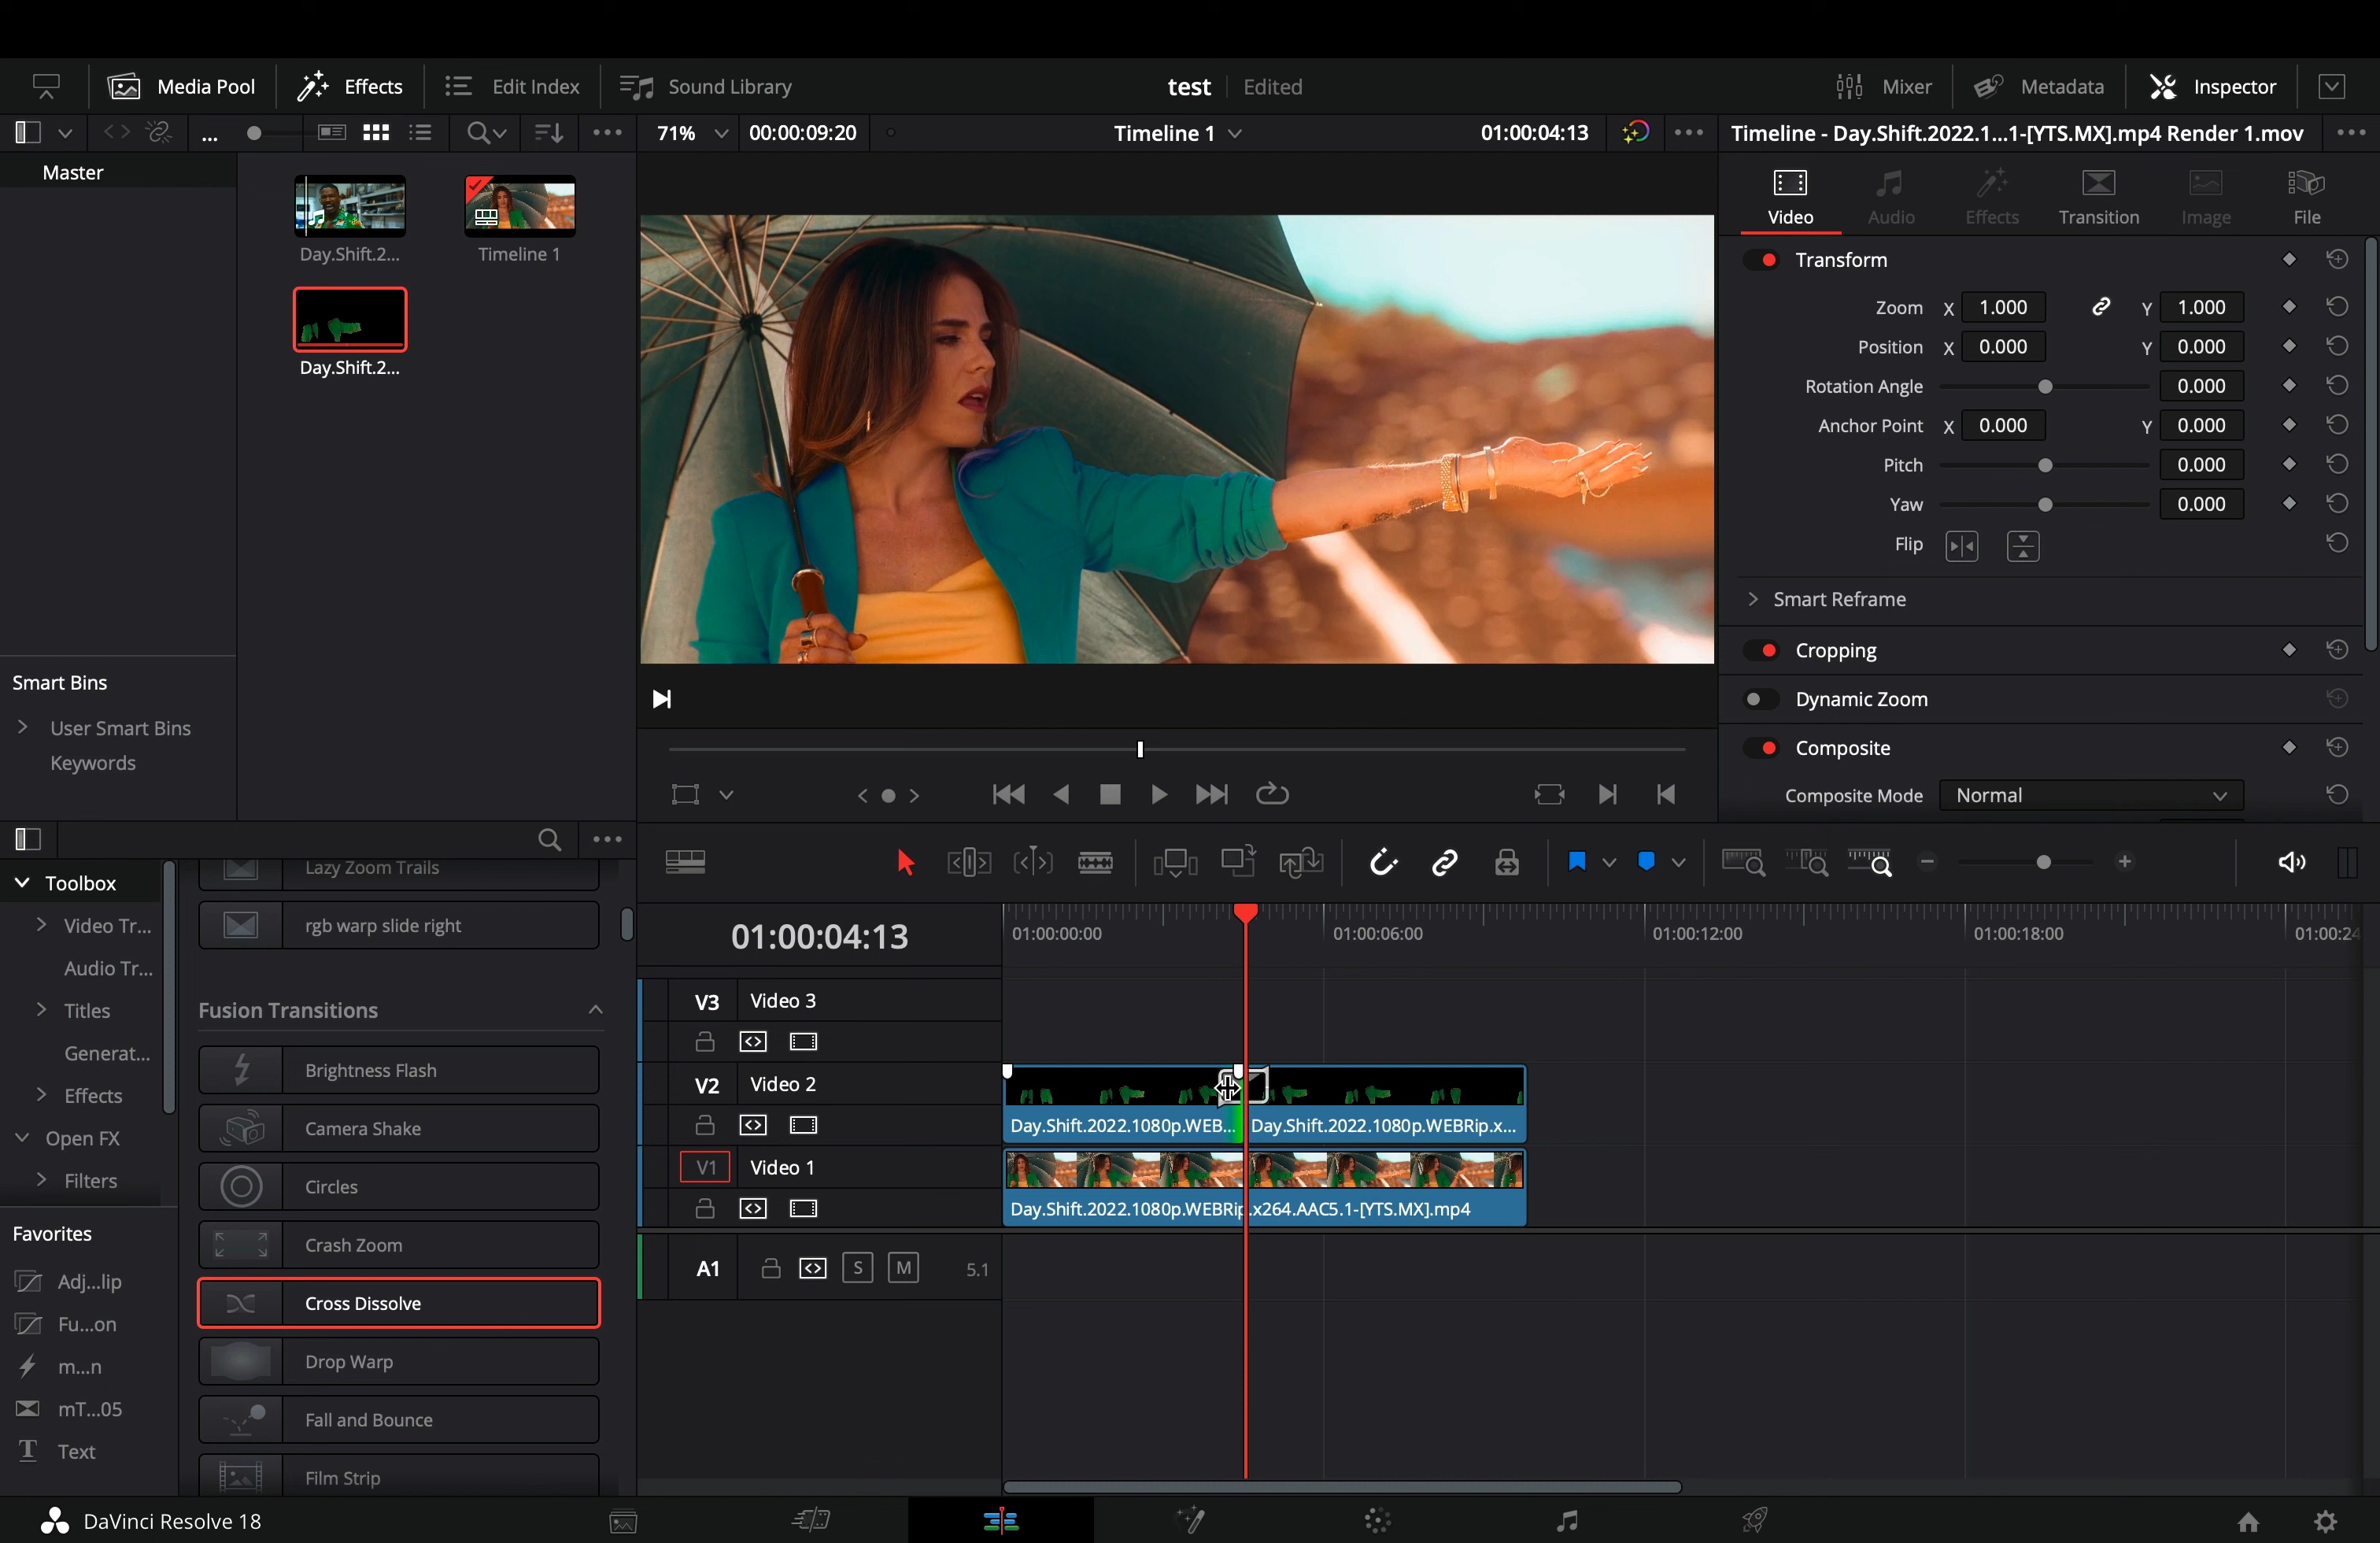 Media Pool Effects Edit Index Sound Library test Edited Mixer Metadata Inspector
... 71% 00:00:09:20 Timeline 1 01:00:04:13 ••• Timeline - Day.Shift.2022.1...1-[YTS.MX].mp4 Render 1.mov •••
Master
Day.Shift.2...
Timeline 1
Day.Shift.2...
Smart Bins
User Smart Bins
Keywords
Video Audio Effects Transition Image File
Transform
Zoom X 1.000 Y 1.000
Position X 0.000 Y 0.000
Rotation Angle 0.000
Anchor Point X 0.000 Y 0.000
Pitch 0.000
Yaw 0.000
Flip
Smart Reframe
Cropping
Dynamic Zoom
Composite
Composite Mode Normal
Toolbox
Video Tr...
Audio Tr...
Titles
Generat...
Effects
Open FX
Filters
Favorites
Adj...lip
Fu...on
m...n
mT...05
Text
Lazy Zoom Trails
rgb warp slide right
Fusion Transitions
Brightness Flash
Camera Shake
Circles
Crash Zoom
Cross Dissolve
Drop Warp
Fall and Bounce
Film Strip
01:00:04:13
01:00:00:00 01:00:06:00 01:00:12:00 01:00:18:00 01:00:24
V3 Video 3
V2 Video 2
Day.Shift.2022.1080p.WEB... Day.Shift.2022.1080p.WEBRip.x...
V1 Video 1
Day.Shift.2022.1080p.WEBRip.x264.AAC5.1-[YTS.MX].mp4
A1 S M 5.1
DaVinci Resolve 18